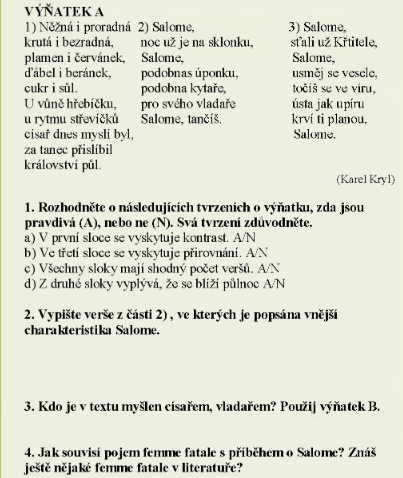 VÝŇATEK A
1) Něžná i proradná
krutá i bezradná,
plamen i červánek,
ďábel i beránek,
cukr i sůl.
U vůně hřebíčku,
u rytmu střevíčků
císař dnes myslí byl,
za tanec přislíbil
království půl.
2) Salome,
noc už je na sklonku,
Salome,
podobnas úponku,
podobna kytaře,
pro svého vladaře
Salome, tančíš.
3) Salome,
sťali už Křtitele,
Salome,
usměj se vesele,
točíš se ve víru,
ústa jak upíru
krví ti planou,
Salome.
(Karel Kryl)
1. Rozhodněte o následujících tvrzeních o výňatku, zda jsou
pravdivá (A), nebo ne (N). Svá tvrzení zdůvodněte.
a) V první sloce se vyskytuje kontrast. A/N
b) Ve třetí sloce se vyskytuje přirovnání. A/N
c) Všechny sloky mají shodný počet veršů. A/N
d) Z druhé sloky vyplývá, že se blíží půlnoc A/N
2. Vypište verše z části 2) , ve kterých je popsána vnější
charakteristika Salome.
3. Kdo je v textu myšlen císařem, vladařem? Použij výňatek B.
4. Jak souvisí pojem femme fatale s příběhem o Salome? Znáš
ještě nějaké femme fatale v literatuře?